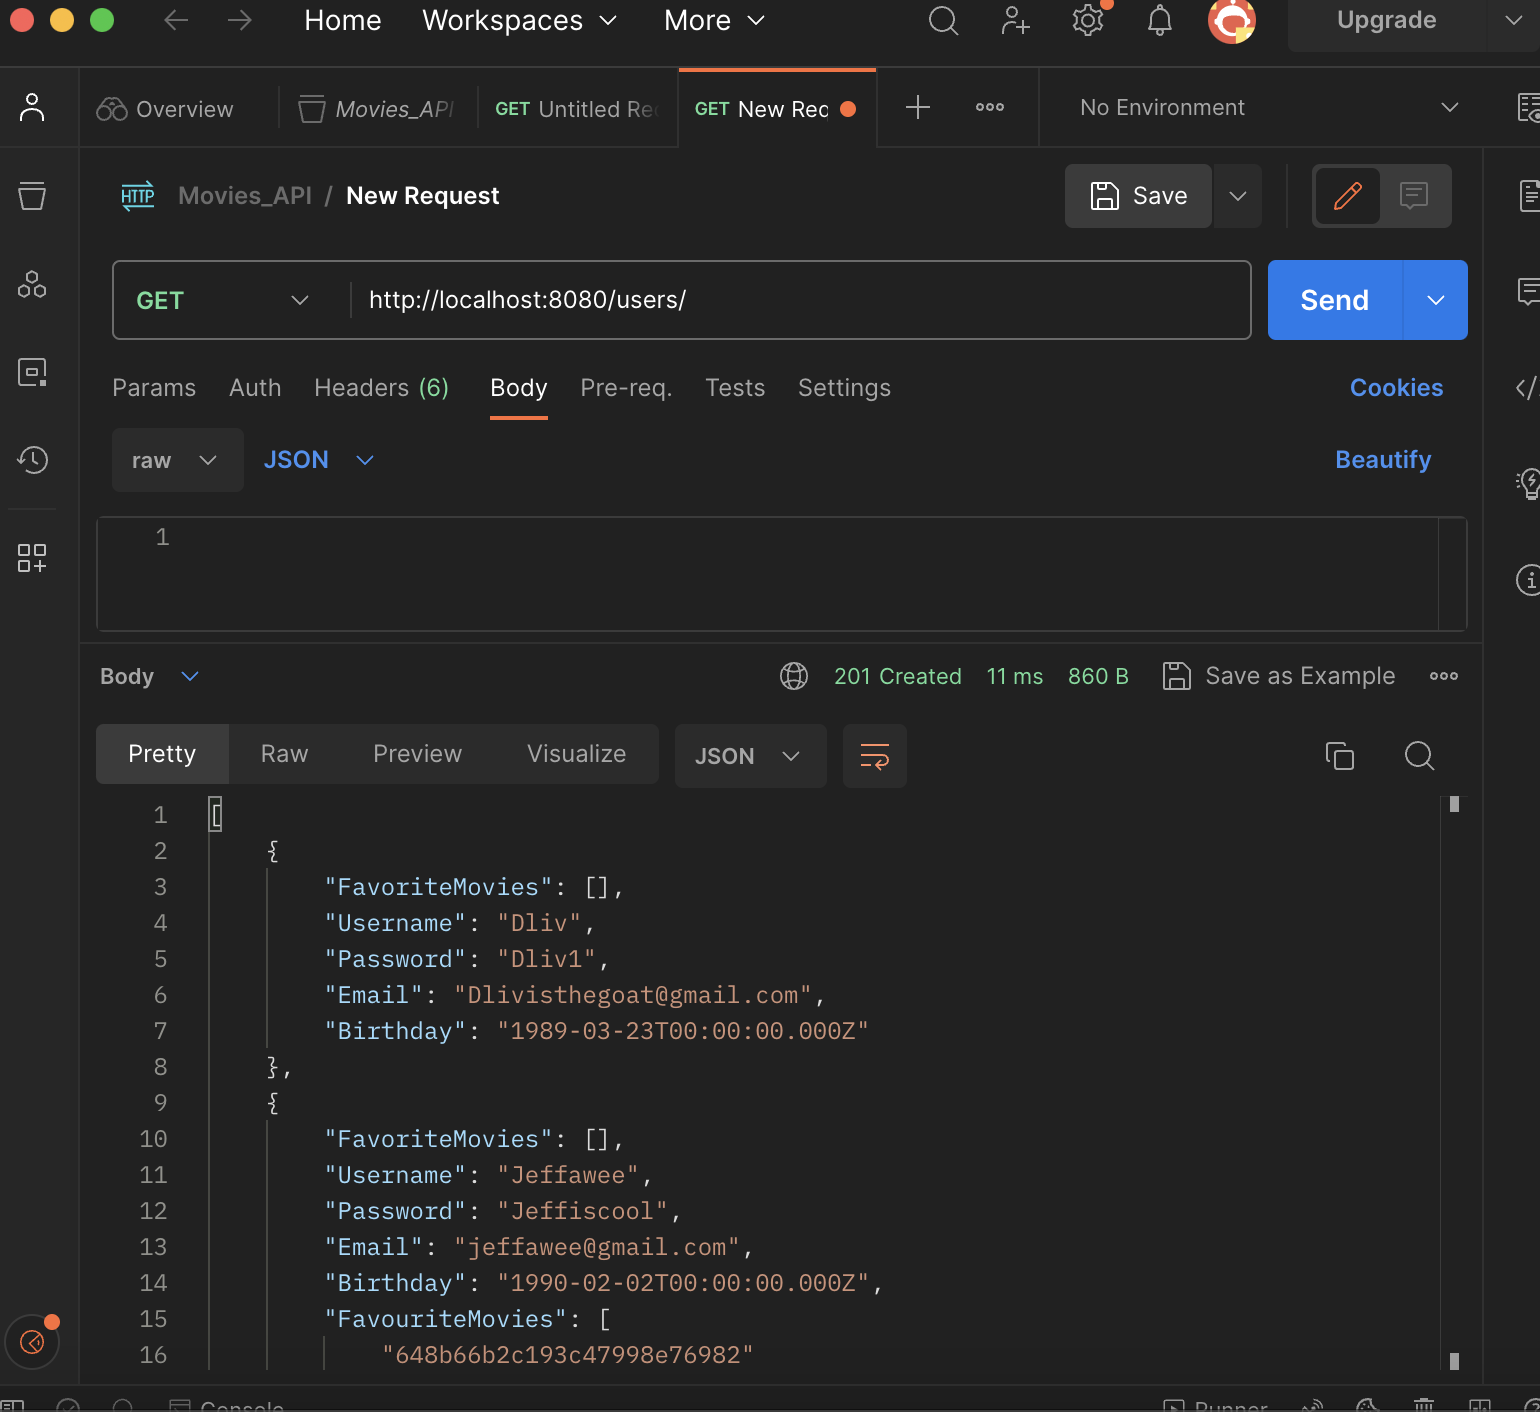 Home Workspaces More Upgrade
Overview Movies_API GET Untitled Re GET New Rec No Environment
HTTP Movies_API / New Request Save
GET http://localhost:8080/users/ Send
Params Auth Headers (6) Body Pre-req. Tests Settings Cookies
raw JSON Beautify
1
Body 201 Created 11 ms 860 B Save as Example
Pretty Raw Preview Visualize JSON
1 [
2 {
3 "FavoriteMovies": [],
4 "Username": "Dliv",
5 "Password": "Dliv1",
6 "Email": "Dlivisthegoat@gmail.com",
7 "Birthday": "1989-03-23T00:00:00.000Z"
8 },
9 {
10 "FavoriteMovies": [],
11 "Username": "Jeffawee",
12 "Password": "Jeffiscool",
13 "Email": "jeffawee@gmail.com",
14 "Birthday": "1990-02-02T00:00:00.000Z",
15 "FavouriteMovies": [
16 "648b66b2c193c47998e76982"
Console Runner